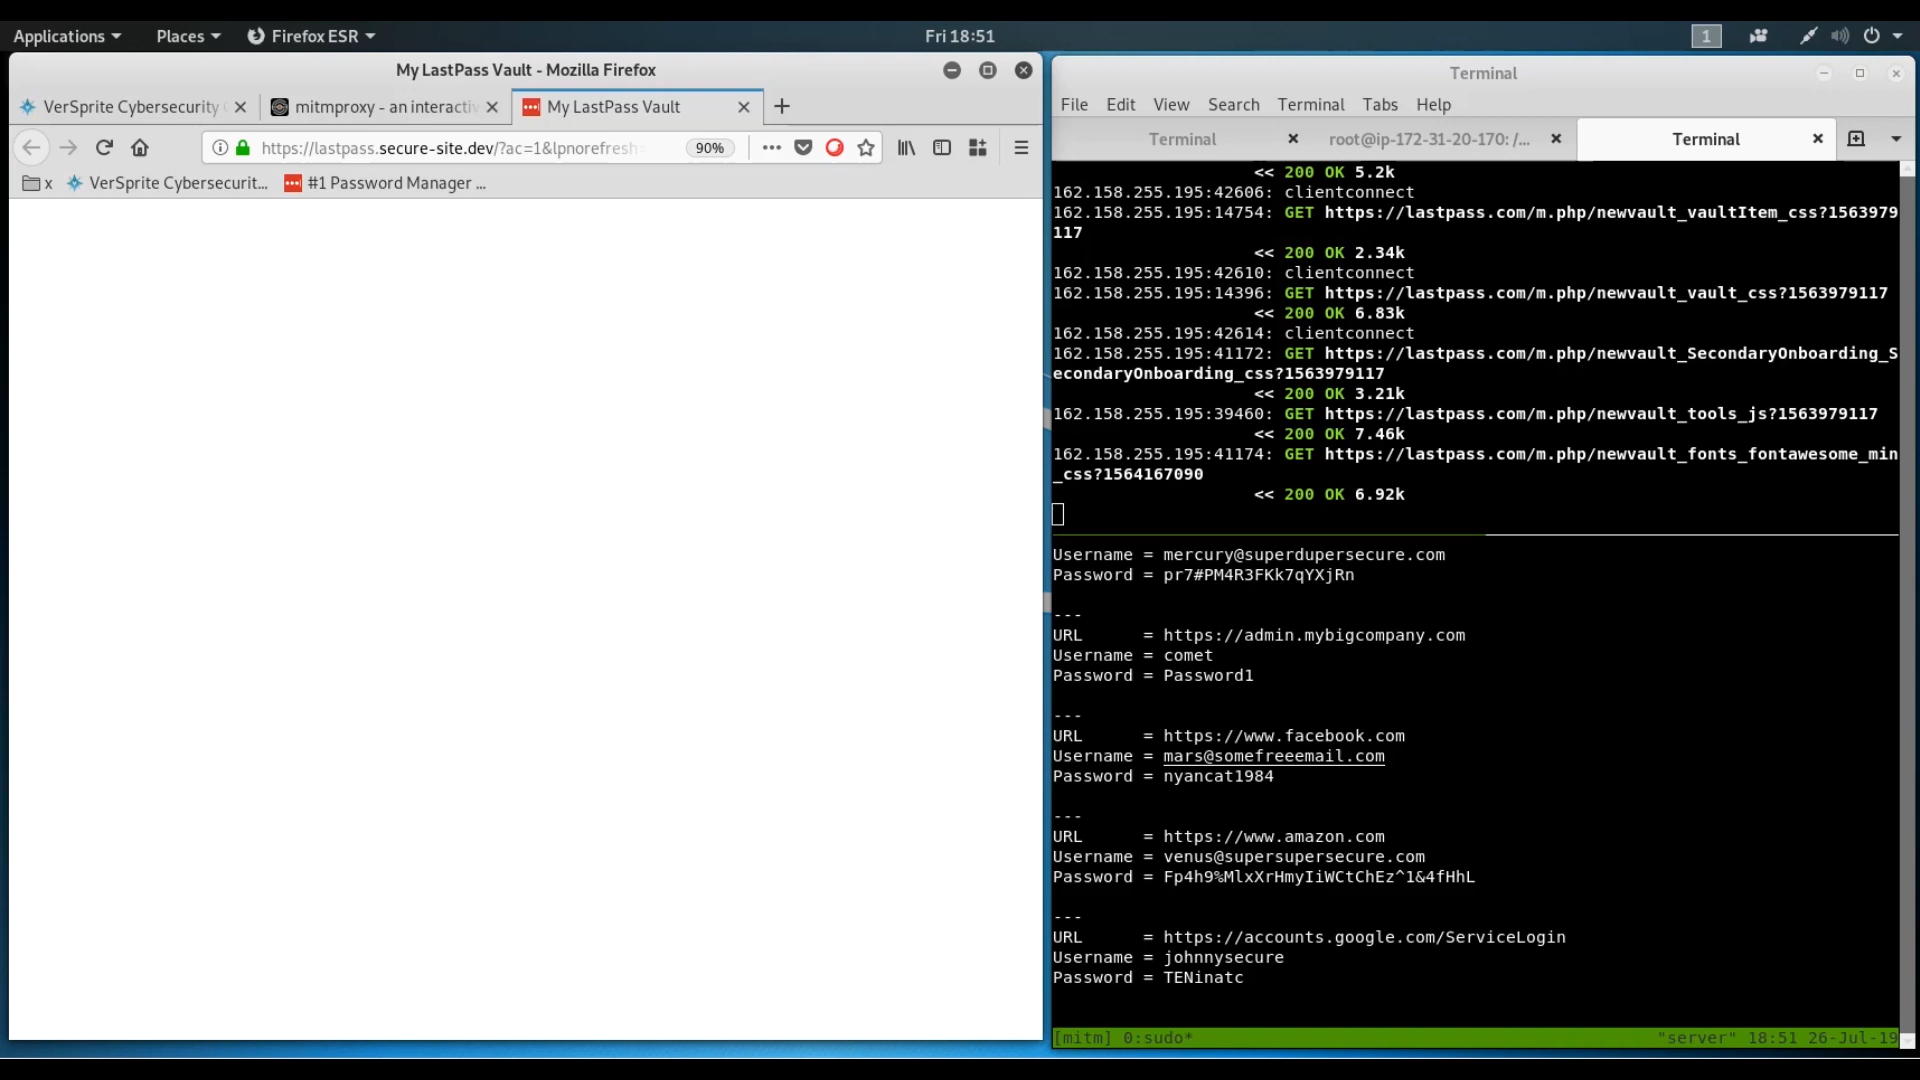 Applications Places Firefox ESR Fri 18:51 1
My LastPass Vault - Mozilla Firefox
VerSprite Cybersecurity mitmproxy - an interactiv My LastPass Vault
https://lastpass.secure-site.dev/?ac=1&lpnorefresh= 90%
x VerSprite Cybersecurit... #1 Password Manager ...
Terminal
File Edit View Search Terminal Tabs Help
Terminal root@ip-172-31-20-170: /... Terminal
<< 200 OK 5.2k
162.158.255.195:42606: clientconnect
162.158.255.195:14754: GET https://lastpass.com/m.php/newvault_vaultItem_css?1563979
117
<< 200 OK 2.34k
162.158.255.195:42610: clientconnect
162.158.255.195:14396: GET https://lastpass.com/m.php/newvault_vault_css?1563979117
<< 200 OK 6.83k
162.158.255.195:42614: clientconnect
162.158.255.195:41172: GET https://lastpass.com/m.php/newvault_SecondaryOnboarding_S
econdaryOnboarding_css?1563979117
<< 200 OK 3.21k
162.158.255.195:39460: GET https://lastpass.com/m.php/newvault_tools_js?1563979117
<< 200 OK 7.46k
162.158.255.195:41174: GET https://lastpass.com/m.php/newvault_fonts_fontawesome_min
_css?1564167090
<< 200 OK 6.92k
Username = mercury@superdupersecure.com
Password = pr7#PM4R3FKk7qYXjRn
---
URL = https://admin.mybigcompany.com
Username = comet
Password = Password1
---
URL = https://www.facebook.com
Username = mars@somefreeemail.com
Password = nyancat1984
---
URL = https://www.amazon.com
Username = venus@supersupersecure.com
Password = Fp4h9%MlxXrHmyIiWCtChEz^1&4fHhL
---
URL = https://accounts.google.com/ServiceLogin
Username = johnnysecure
Password = TENinatc
[mitm] 0:sudo* "server" 18:51 26-Jul-19